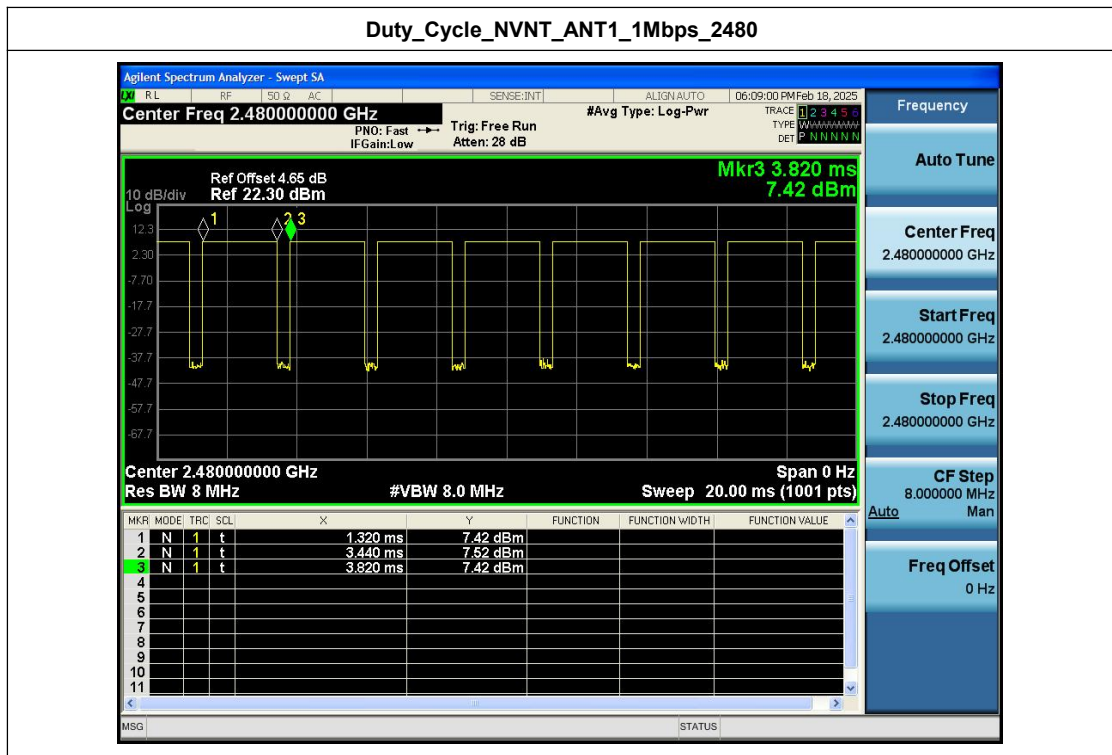 Duty_Cycle_NVNT_ANT1_1Mbps_2480
Agilent Spectrum Analyzer - Swept SA
LXI RL RF 50 Ω AC SENSE:INT ALIGN AUTO 06:09:00 PM Feb 18, 2025
Center Freq 2.480000000 GHz
PNO: Fast
IFGain:Low
Trig: Free Run
Atten: 28 dB
#Avg Type: Log-Pwr
TRACE 1 2 3 4 5 6
TYPE WWWWWW
DET P N N N N N
Mkr3 3.820 ms
7.42 dBm
Ref Offset 4.65 dB
10 dB/div Ref 22.30 dBm
Log
1 2 3
12.3
2.30
-7.70
-17.7
-27.7
-37.7
-47.7
-57.7
-67.7
Center 2.480000000 GHz Span 0 Hz
Res BW 8 MHz #VBW 8.0 MHz Sweep 20.00 ms (1001 pts)
MKR MODE TRC SCL X Y FUNCTION FUNCTION WIDTH FUNCTION VALUE
1 N 1 t 1.320 ms 7.42 dBm
2 N 1 t 3.440 ms 7.52 dBm
3 N 1 t 3.820 ms 7.42 dBm
4
5
6
7
8
9
10
11
MSG STATUS
Frequency
Auto Tune
Center Freq
2.480000000 GHz
Start Freq
2.480000000 GHz
Stop Freq
2.480000000 GHz
CF Step
8.000000 MHz
Auto Man
Freq Offset
0 Hz